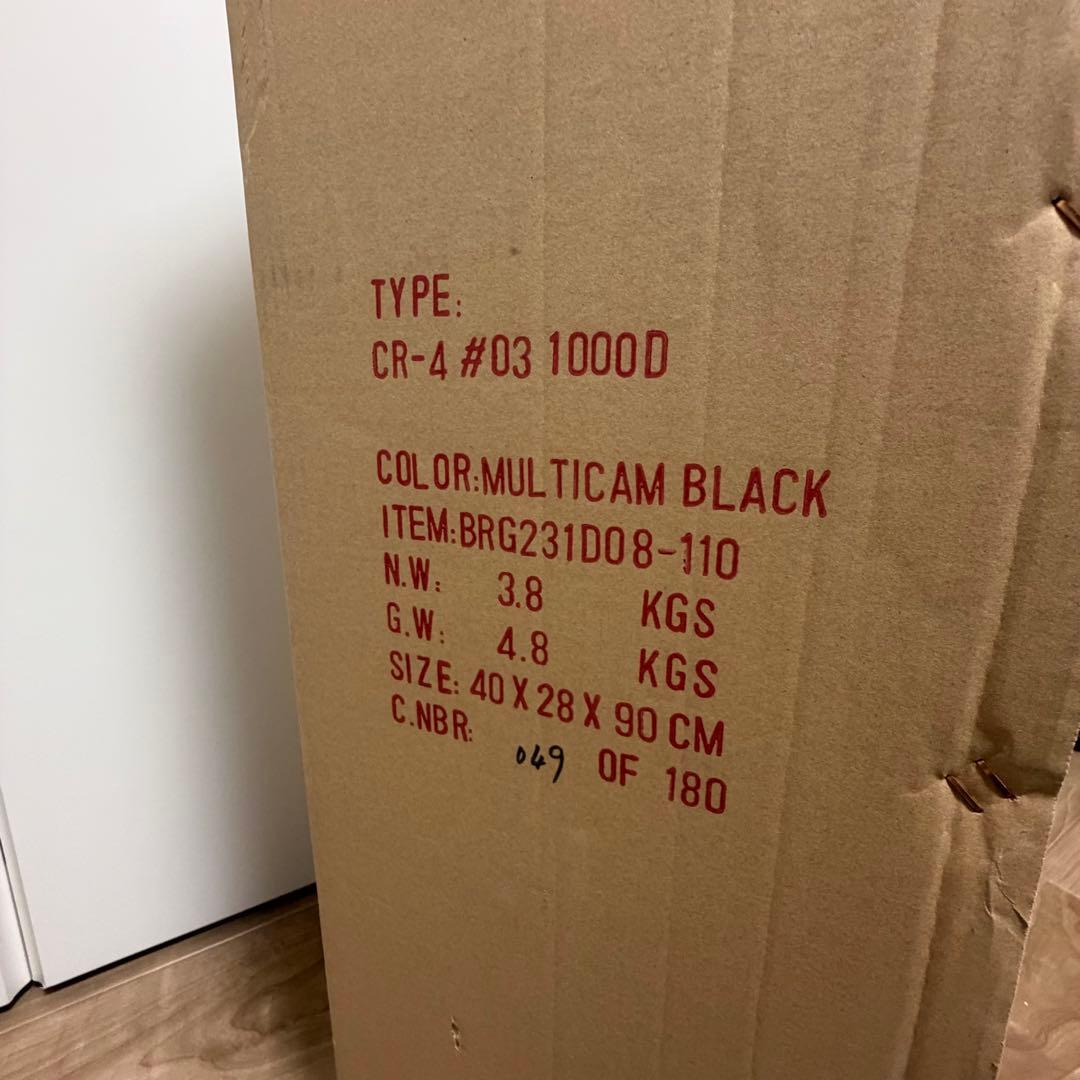 TYPE:
CR-4 #03 1000D
COLOR:MULTICAM BLACK
ITEM:BRG231D08-110
N.W: 3.8 KGS
G.W: 4.8 KGS
SIZE: 40 X 28 X 90 CM
C.NBR: 049 OF 180